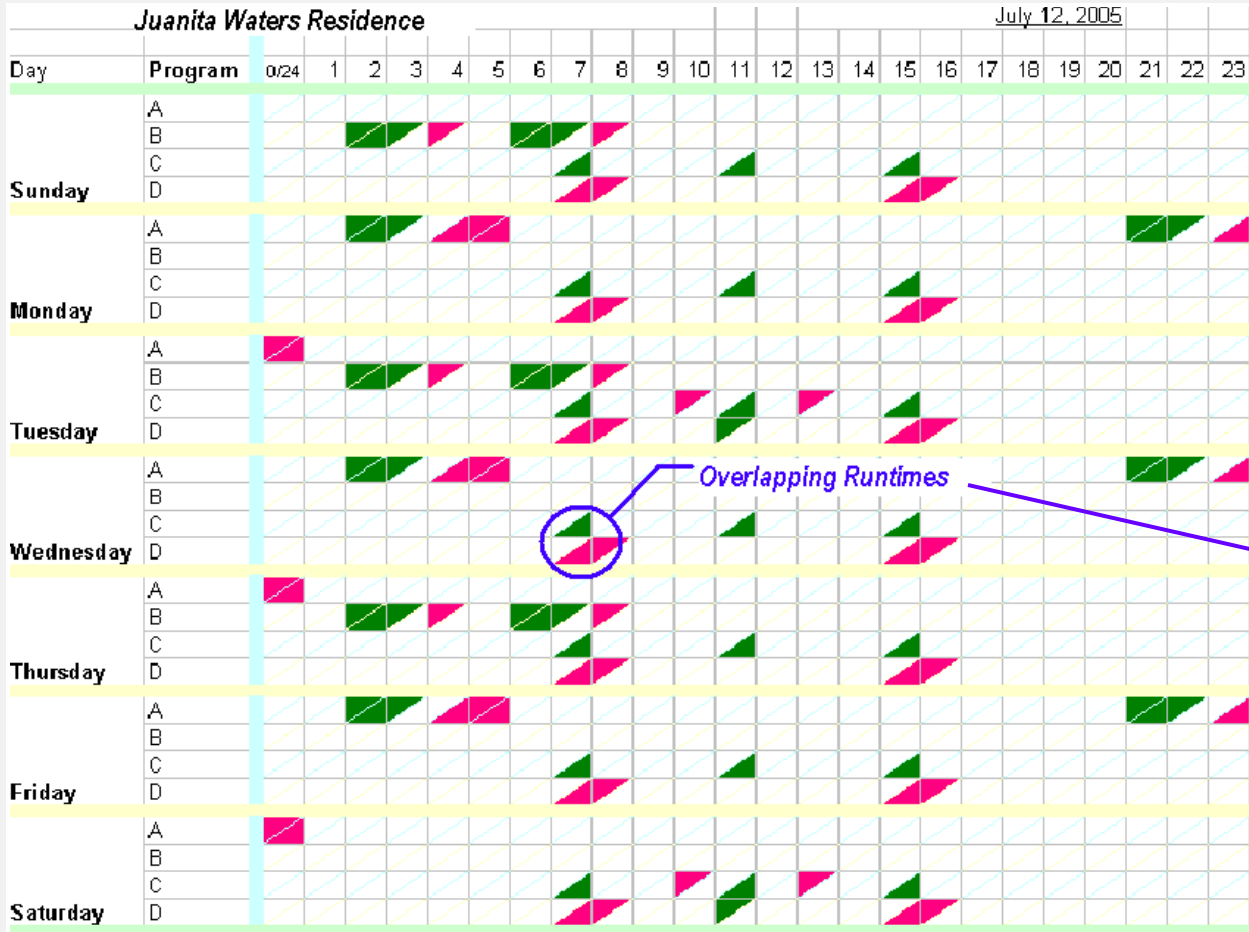 Juanita Waters Residence July 12, 2005
Day Program 0/24 1 2 3 4 5 6 7 8 9 10 11 12 13 14 15 16 17 18 19 20 21 22 23
A
B
C
Sunday D
A
B
C
Monday D
A
B
C
Tuesday D
A
Overlapping Runtimes
B
C
Wednesday D
A
B
C
Thursday D
A
B
C
Friday D
A
B
C
Saturday D